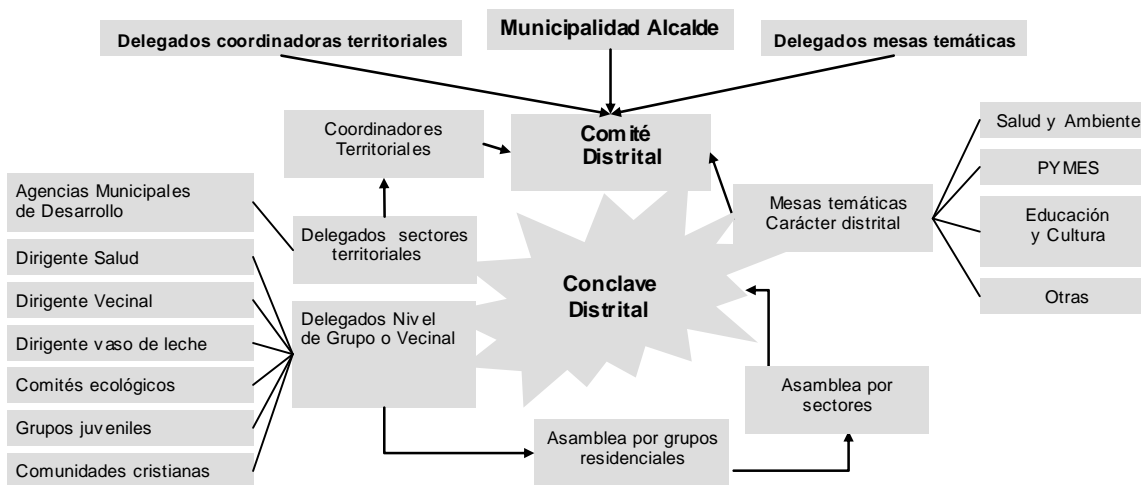 Delegados coordinadoras territoriales
Municipalidad Alcalde
Delegados mesas temáticas
Coordinadores
Territoriales
Comité
Distrital
Salud y Ambiente
PYMES
Educación
y Cultura
Otras
Mesas temáticas
Carácter distrital
Agencias Municipales
de Desarrollo
Delegados sectores
territoriales
Dirigente Salud
Dirigente Vecinal
Dirigente vaso de leche
Comités ecológicos
Grupos juveniles
Comunidades cristianas
Delegados Nivel
de Grupo o Vecinal
Conclave
Distrital
Asamblea por grupos
residenciales
Asamblea por
sectores